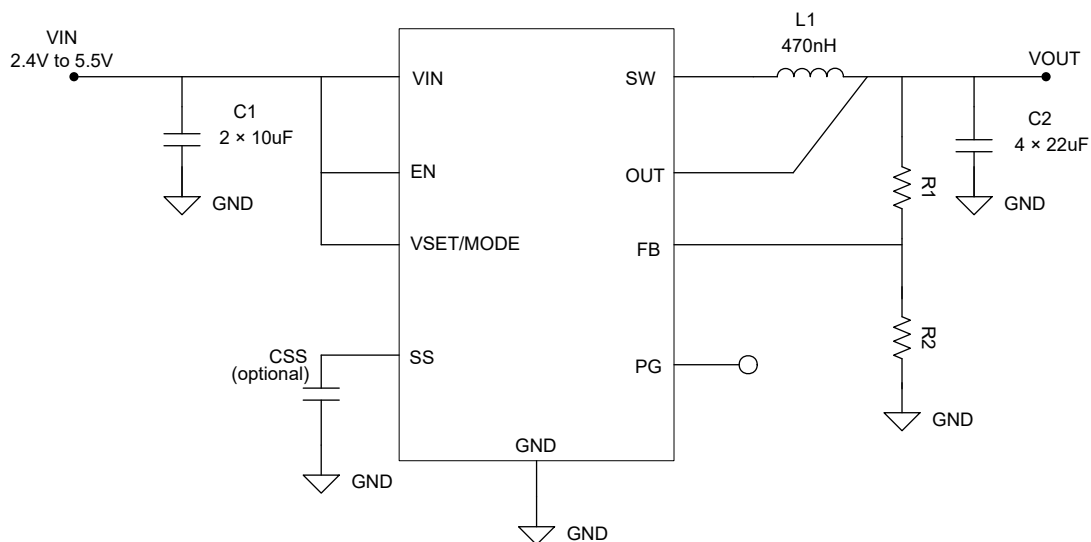 VIN
2.4V to 5.5V
C1
2 × 10uF
GND
VIN
EN
VSET/MODE
SS
CSS
(optional)
GND
GND
GND
SW
OUT
FB
PG
L1
470nH
VOUT
R1
R2
GND
C2
4 × 22uF
GND